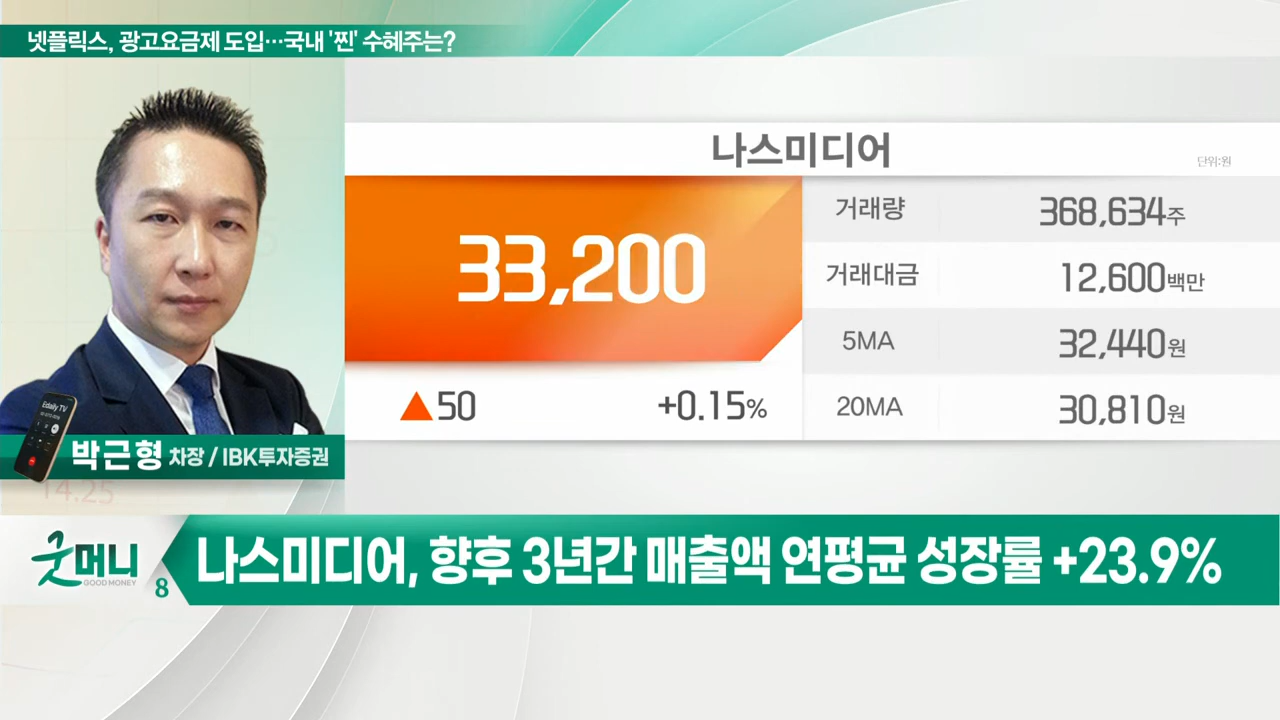 넷플릭스, 광고요금제 도입…국내 '찐' 수혜주는?
나스미디어
단위:원
33,200
▲50 +0.15%
거래량 368,634주
거래대금 12,600백만
5MA 32,440원
20MA 30,810원
Edaily TV
박근형 차장 / IBK투자증권
14.25
굿머니
GOOD MONEY
8
나스미디어, 향후 3년간 매출액 연평균 성장률 +23.9%